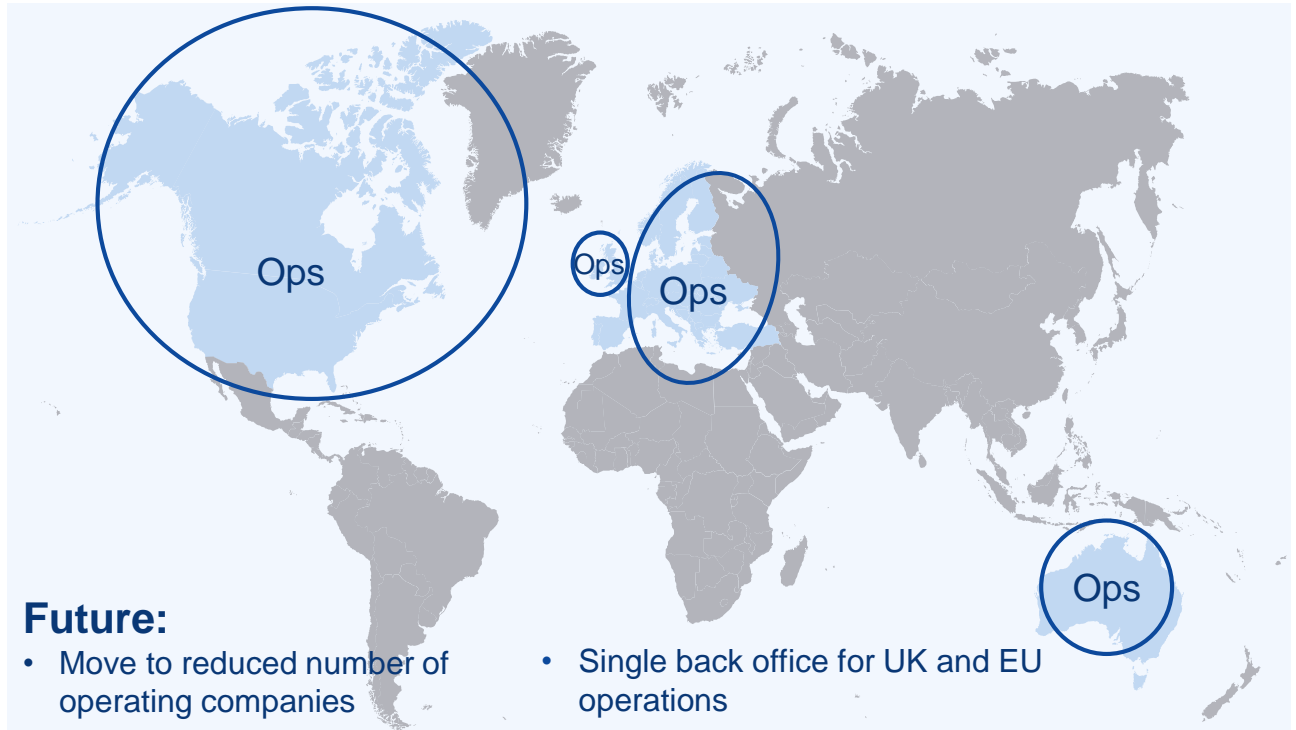 Ops
Ops
Ops
Ops
Future:
• Move to reduced number of
operating companies
• Single back office for UK and EU
operations